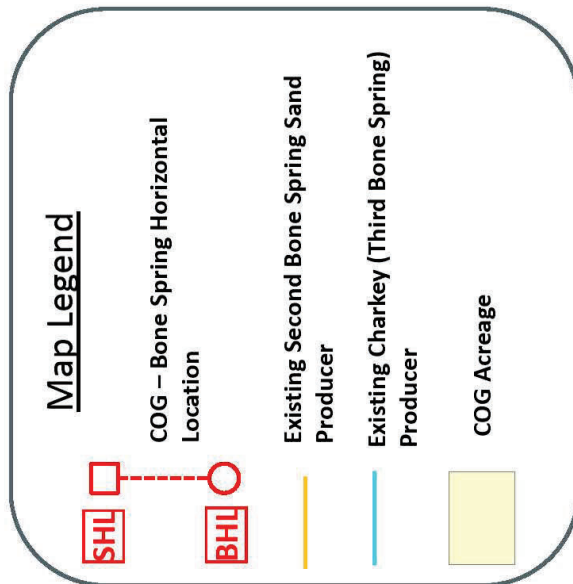 Map Legend
SHL
BHL
COG – Bone Spring Horizontal
Location
Existing Second Bone Spring Sand
Producer
Existing Charkey (Third Bone Spring)
Producer
COG Acreage